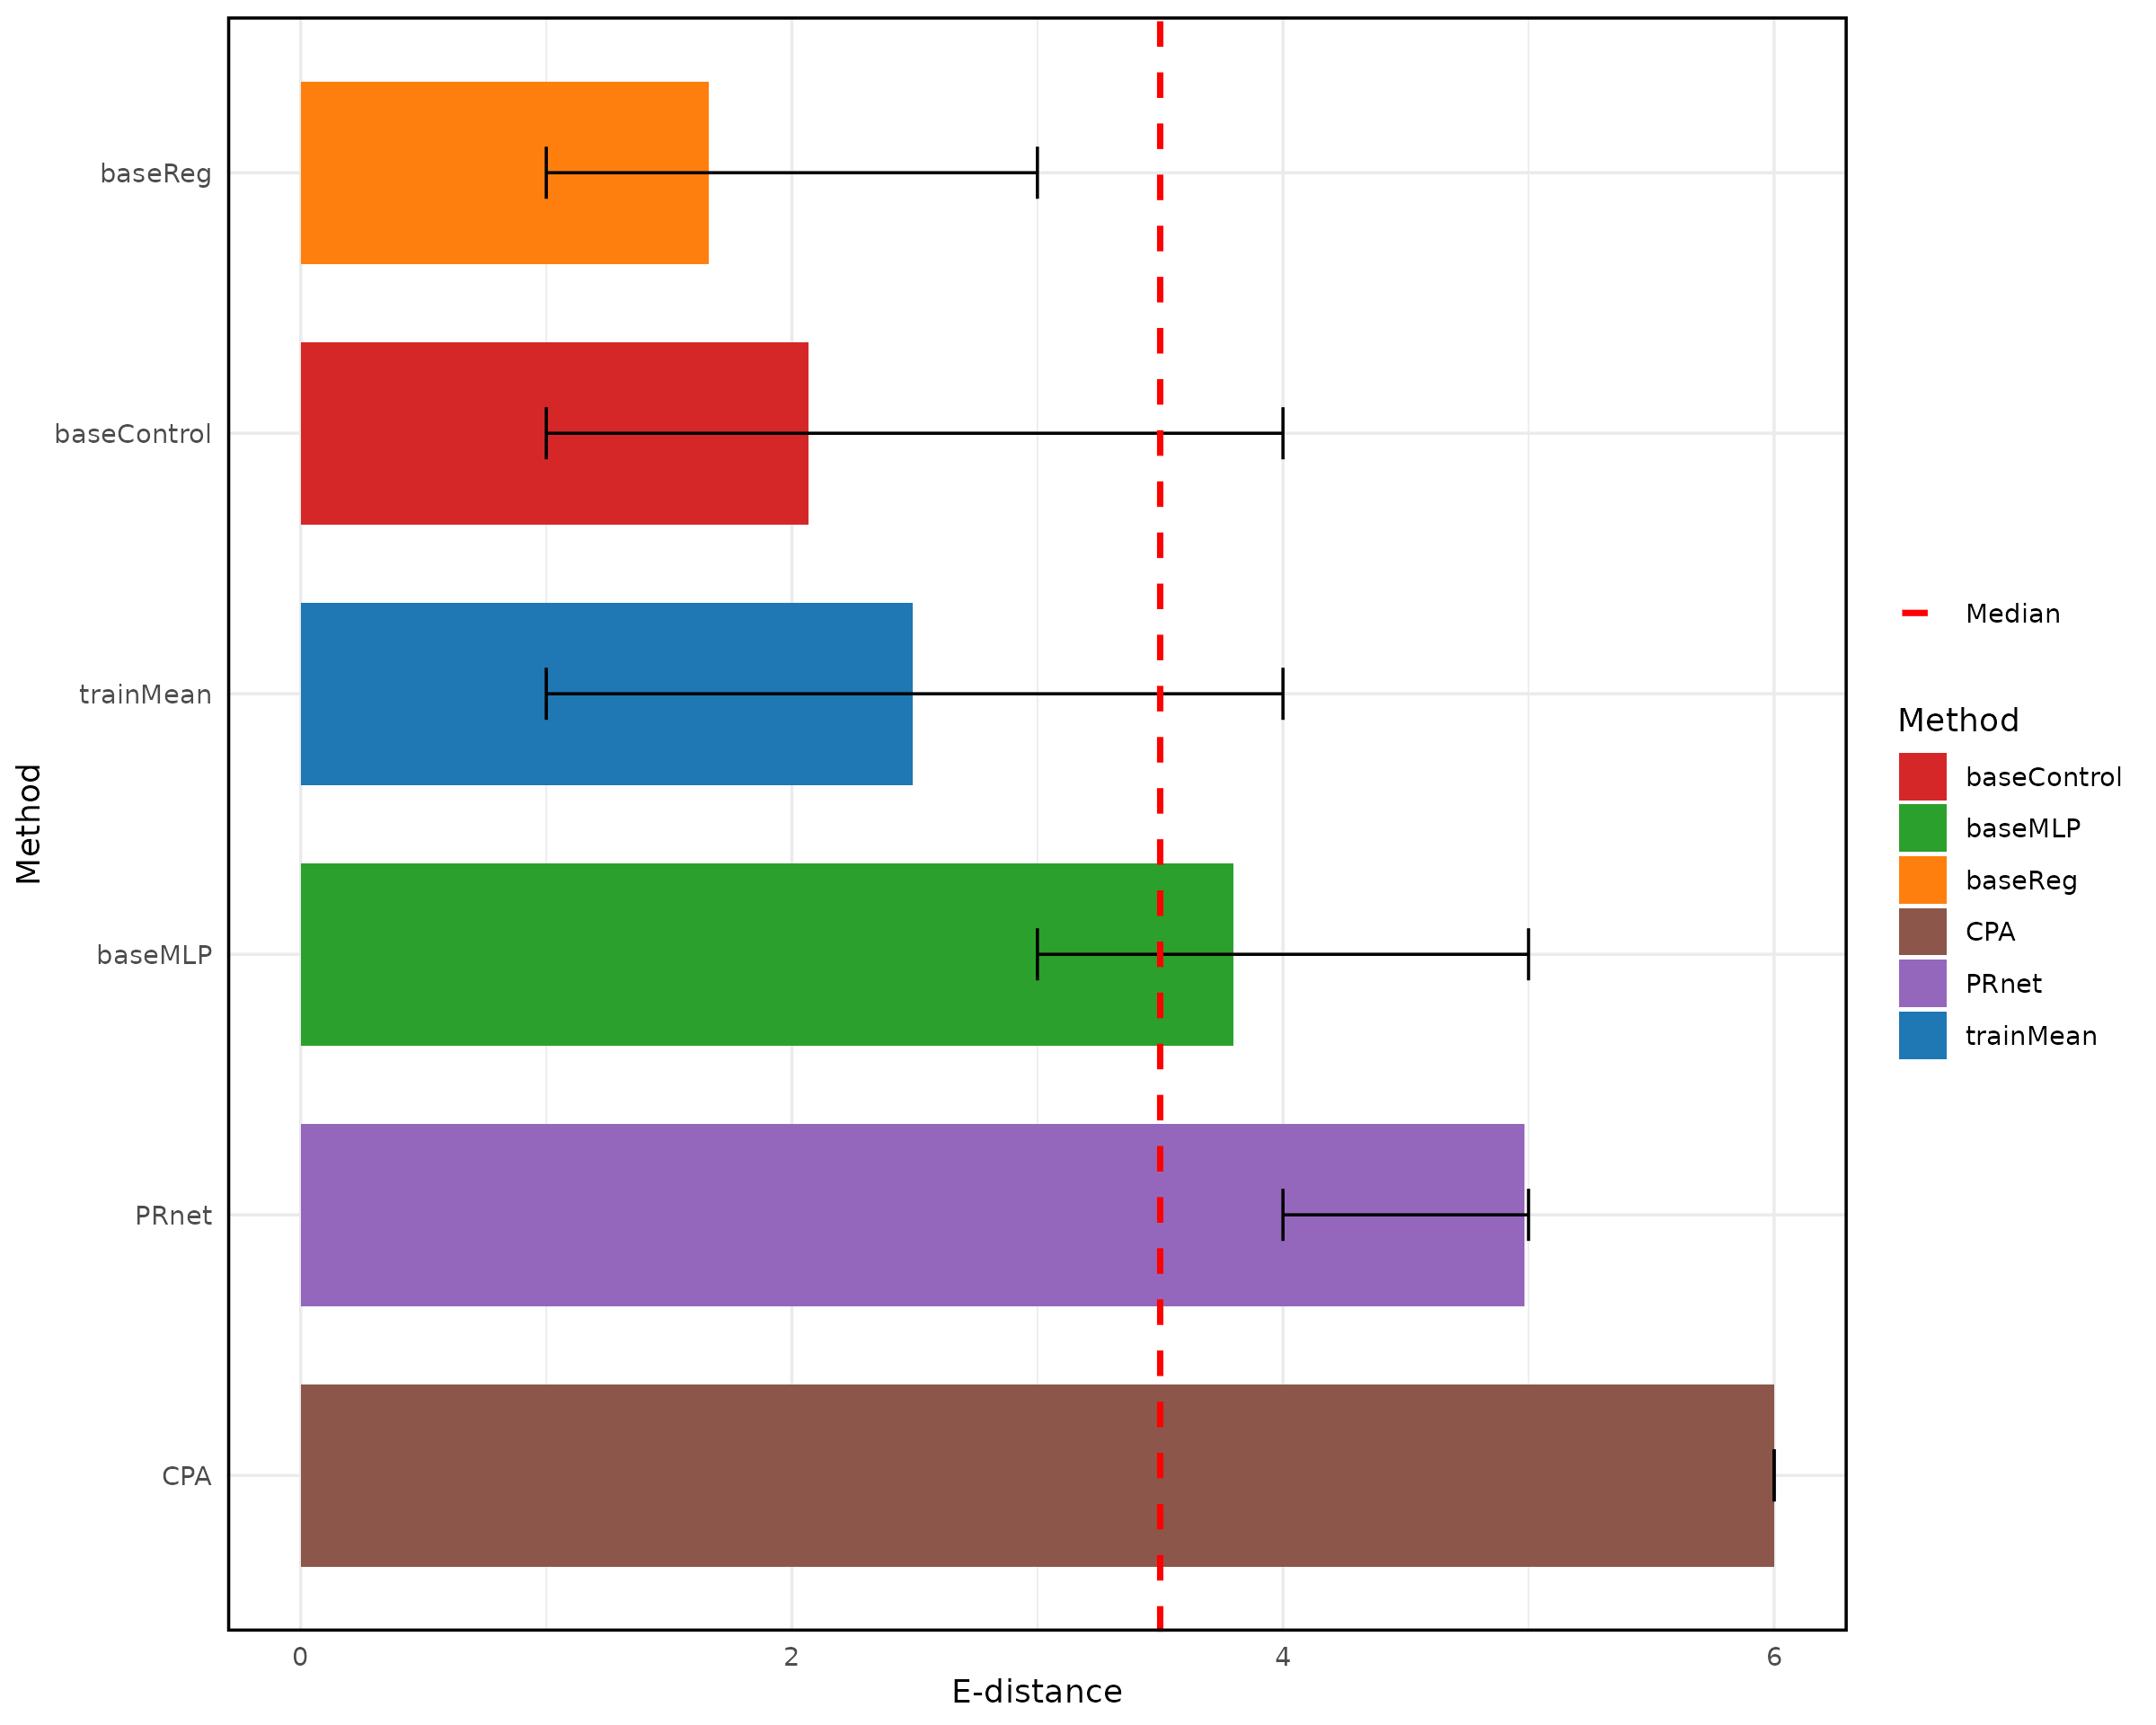 baseReg
baseControl
trainMean
baseMLP
PRnet
CPA
Method
0 2 4 6
E-distance
Median
Method
baseControl
baseMLP
baseReg
CPA
PRnet
trainMean